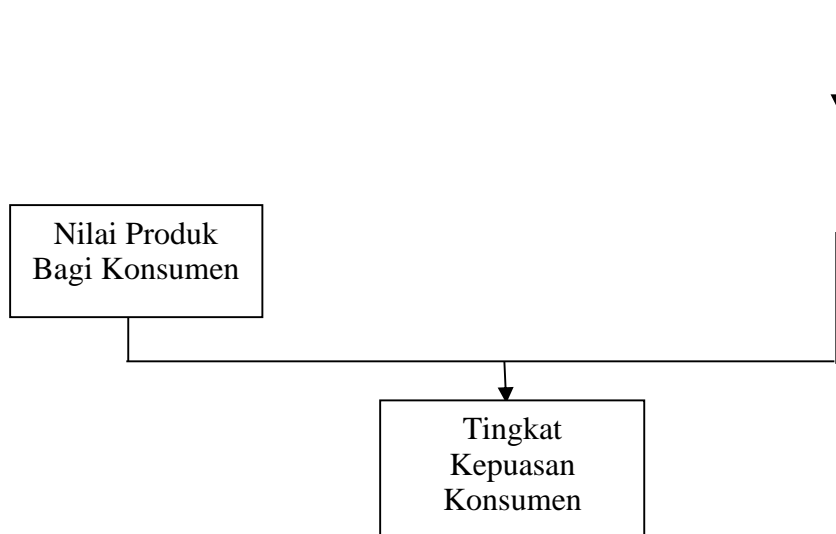 Nilai Produk
Bagi Konsumen
Tingkat
Kepuasan
Konsumen